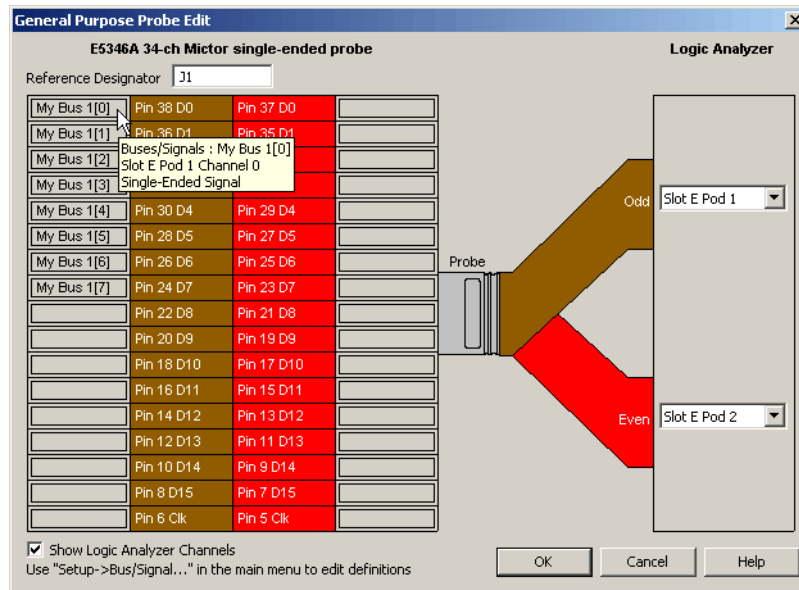 General Purpose Probe Edit
E5346A 34-ch Mictor single-ended probe
Logic Analyzer
Reference Designator J1
My Bus 1[0] Pin 38 D0 Pin 37 D0
My Bus 1[1] Pin 36 D1 Pin 35 D1
My Bus 1[2]
My Bus 1[3]
Buses/Signals : My Bus 1[0]
Slot E Pod 1 Channel 0
Single-Ended Signal
My Bus 1[4] Pin 30 D4 Pin 29 D4
My Bus 1[5] Pin 28 D5 Pin 27 D5
My Bus 1[6] Pin 26 D6 Pin 25 D6
My Bus 1[7] Pin 24 D7 Pin 23 D7
Pin 22 D8 Pin 21 D8
Pin 20 D9 Pin 19 D9
Pin 18 D10 Pin 17 D10
Pin 16 D11 Pin 15 D11
Pin 14 D12 Pin 13 D12
Pin 12 D13 Pin 11 D13
Pin 10 D14 Pin 9 D14
Pin 8 D15 Pin 7 D15
Pin 6 Clk Pin 5 Clk
Probe
Odd Slot E Pod 1
Even Slot E Pod 2
Show Logic Analyzer Channels
Use "Setup->Bus/Signal..." in the main menu to edit definitions
OK Cancel Help